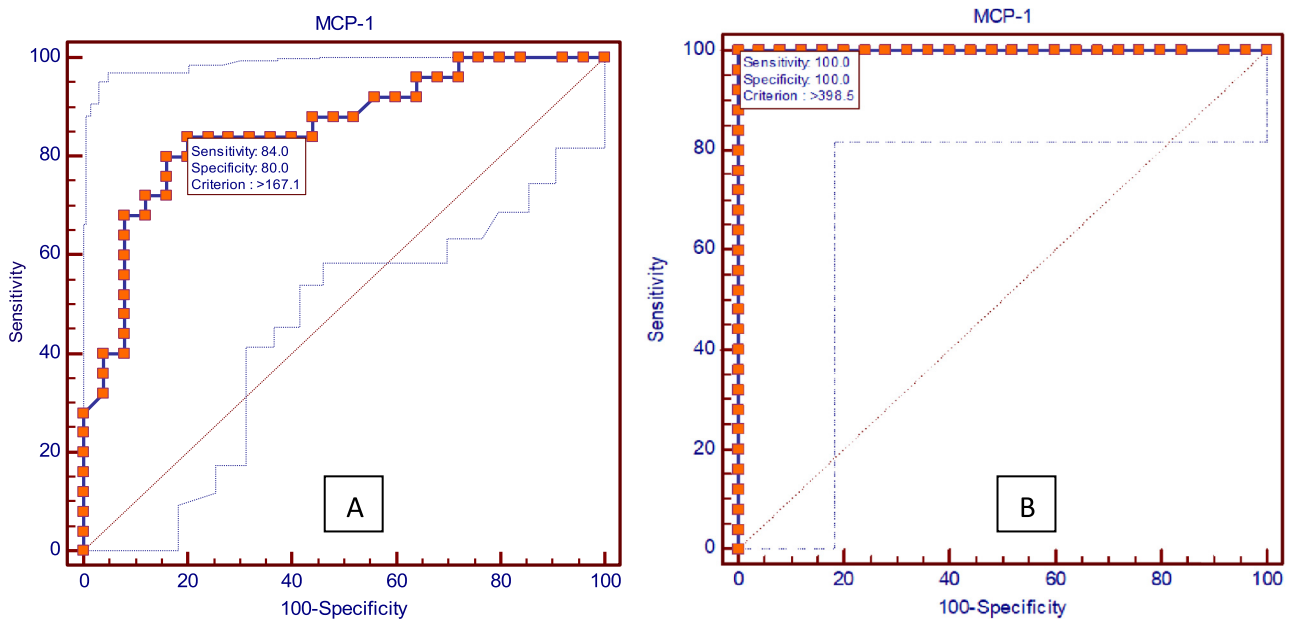 MCP-1
100
80
60
40
20
0
Sensitivity
Sensitivity: 84.0
Specificity: 80.0
Criterion : >167.1
A
0 20 40 60 80 100
100-Specificity
MCP-1
100
80
60
40
20
0
Sensitivity
Sensitivity: 100.0
Specificity: 100.0
Criterion : >398.5
B
0 20 40 60 80 100
100-Specificity